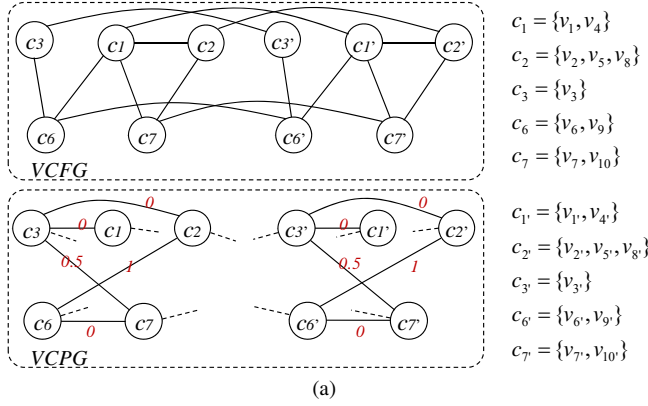 c3 c1 c2 c3' c1' c2'
c6 c7 c6' c7'
VCFG
0 0
c3 0 c1 c2 c3' 0 c1' c2'
0.5 1 0.5 1
c6 0 c7 c6' 0 c7'
VCPG
c₁ = {v₁, v₄}
c₂ = {v₂, v₅, v₈}
c₃ = {v₃}
c₆ = {v₆, v₉}
c₇ = {v₇, v₁₀}
c₁' = {v₁', v₄'}
c₂' = {v₂', v₅', v₈'}
c₃' = {v₃'}
c₆' = {v₆', v₉'}
c₇' = {v₇', v₁₀'}
(a)